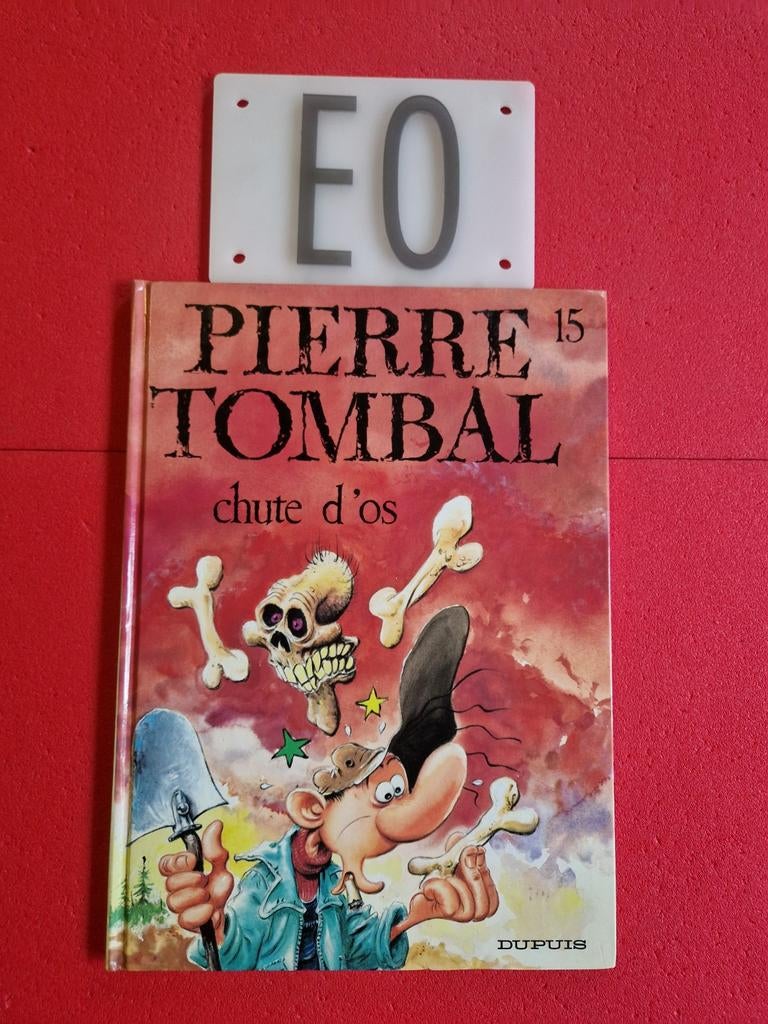 EO
PIERRE 15
TOMBAL
chute d'os
DUPUIS